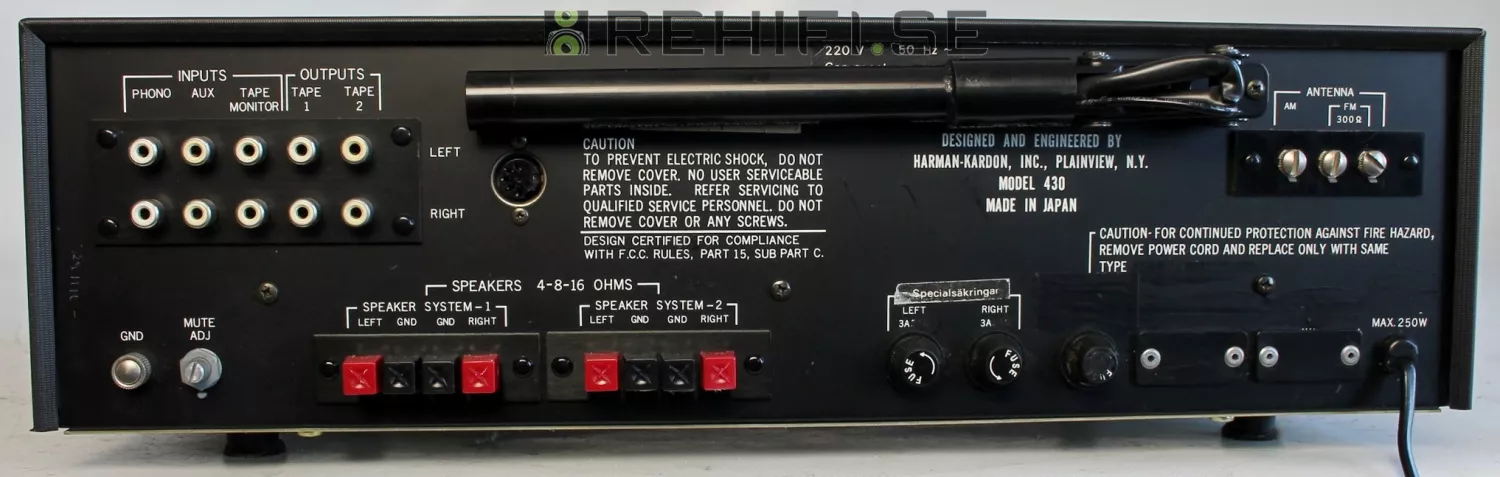 REHIFI.SE
220 V 50 Hz ~
INPUTS OUTPUTS
PHONO AUX TAPE TAPE TAPE
MONITOR 1 2
LEFT
RIGHT
CAUTION
TO PREVENT ELECTRIC SHOCK, DO NOT
REMOVE COVER. NO USER SERVICEABLE
PARTS INSIDE. REFER SERVICING TO
QUALIFIED SERVICE PERSONNEL. DO NOT
REMOVE COVER OR ANY SCREWS.
DESIGN CERTIFIED FOR COMPLIANCE
WITH F.C.C. RULES, PART 15, SUB PART C.
DESIGNED AND ENGINEERED BY
HARMAN-KARDON, INC., PLAINVIEW, N.Y.
MODEL 430
MADE IN JAPAN
ANTENNA
AM FM
300Ω
CAUTION-FOR CONTINUED PROTECTION AGAINST FIRE HAZARD,
REMOVE POWER CORD AND REPLACE ONLY WITH SAME
TYPE
GND
MUTE
ADJ
SPEAKERS 4-8-16 OHMS
SPEAKER SYSTEM-1
LEFT GND GND RIGHT
SPEAKER SYSTEM-2
LEFT GND GND RIGHT
Specialsäkringar
LEFT RIGHT
3A 3A
FUSE
FUSE
MAX. 250W